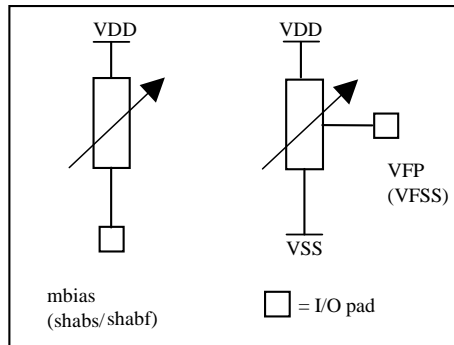 VDD
VDD
VFP
(VFSS)
VSS
mbias
(shabs/shabf)
= I/O pad